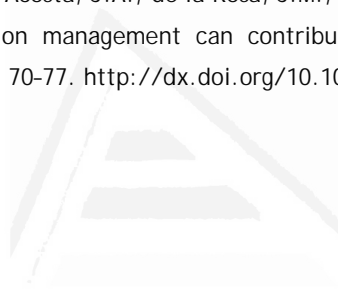 Acosta, J.A., de la Rosa, J.M.,
on management can contribu
70-77. http://dx.doi.org/10.10